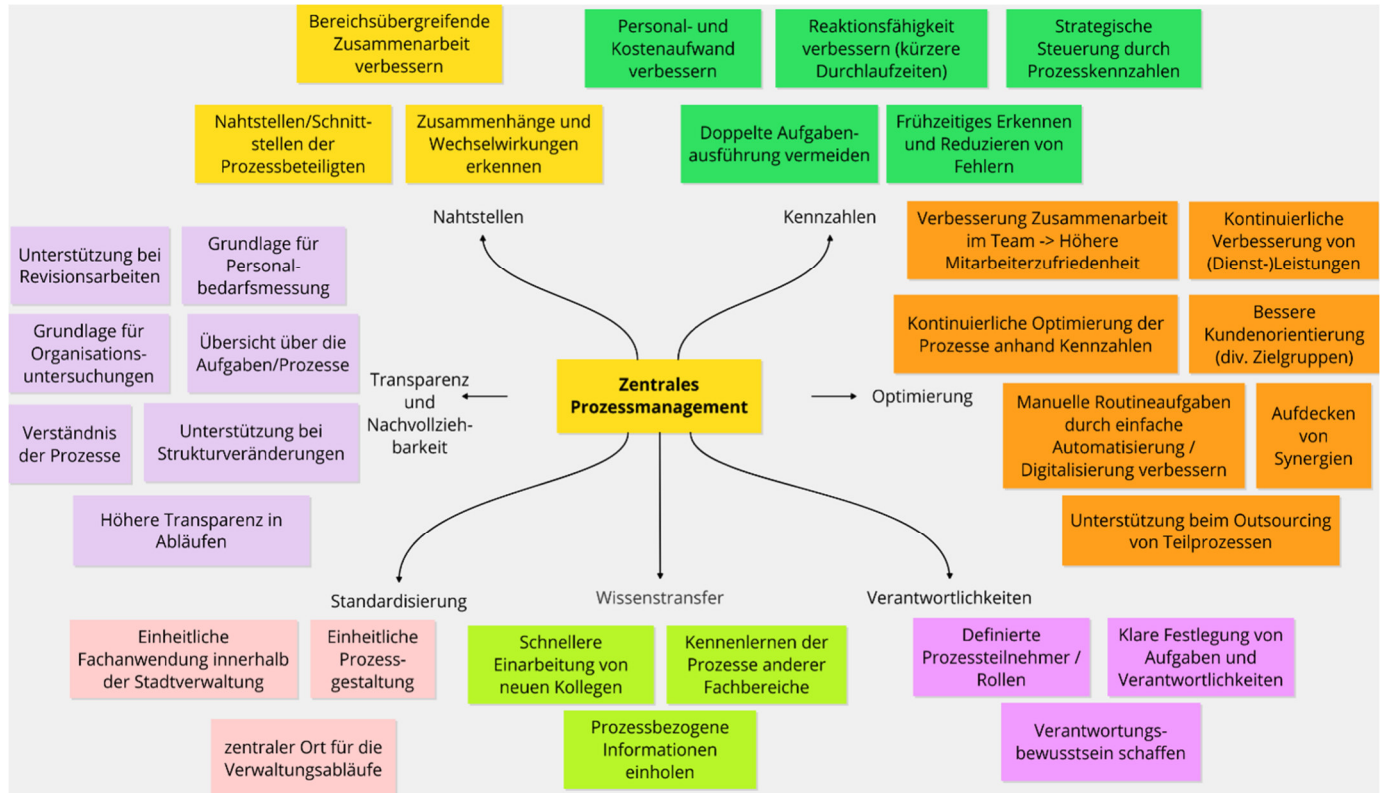 Bereichsübergreifende
Zusammenarbeit
verbessern
Personal- und
Kostenaufwand
verbessern
Reaktionsfähigkeit
verbessern (kürzere
Durchlaufzeiten)
Strategische
Steuerung durch
Prozesskennzahlen
Nahtstellen/Schnitt-
stellen der
Prozessbeteiligten
Zusammenhänge und
Wechselwirkungen
erkennen
Doppelte Aufgaben-
ausführung vermeiden
Frühzeitiges Erkennen
und Reduzieren von
Fehlern
Nahtstellen
Kennzahlen
Unterstützung bei
Revisionsarbeiten
Grundlage für
Personal-
bedarfsmessung
Grundlage für
Organisations-
untersuchungen
Übersicht über die
Aufgaben/Prozesse
Verständnis
der Prozesse
Unterstützung bei
Strukturveränderungen
Höhere Transparenz in
Abläufen
Transparenz
und
Nachvollzieh-
barkeit
Zentrales
Prozessmanagement
Optimierung
Verbesserung Zusammenarbeit
im Team -> Höhere
Mitarbeiterzufriedenheit
Kontinuierliche
Verbesserung von
(Dienst-)Leistungen
Kontinuierliche Optimierung der
Prozesse anhand Kennzahlen
Bessere
Kundenorientierung
(div. Zielgruppen)
Manuelle Routineaufgaben
durch einfache
Automatisierung /
Digitalisierung verbessern
Aufdecken
von
Synergien
Unterstützung beim Outsourcing
von Teilprozessen
Standardisierung
Wissenstransfer
Verantwortlichkeiten
Einheitliche
Fachanwendung innerhalb
der Stadtverwaltung
Einheitliche
Prozess-
gestaltung
zentraler Ort für die
Verwaltungsabläufe
Schnellere
Einarbeitung von
neuen Kollegen
Kennenlernen der
Prozesse anderer
Fachbereiche
Prozessbezogene
Informationen
einholen
Definierte
Prozessteilnehmer /
Rollen
Klare Festlegung von
Aufgaben und
Verantwortlichkeiten
Verantwortungs-
bewusstsein schaffen